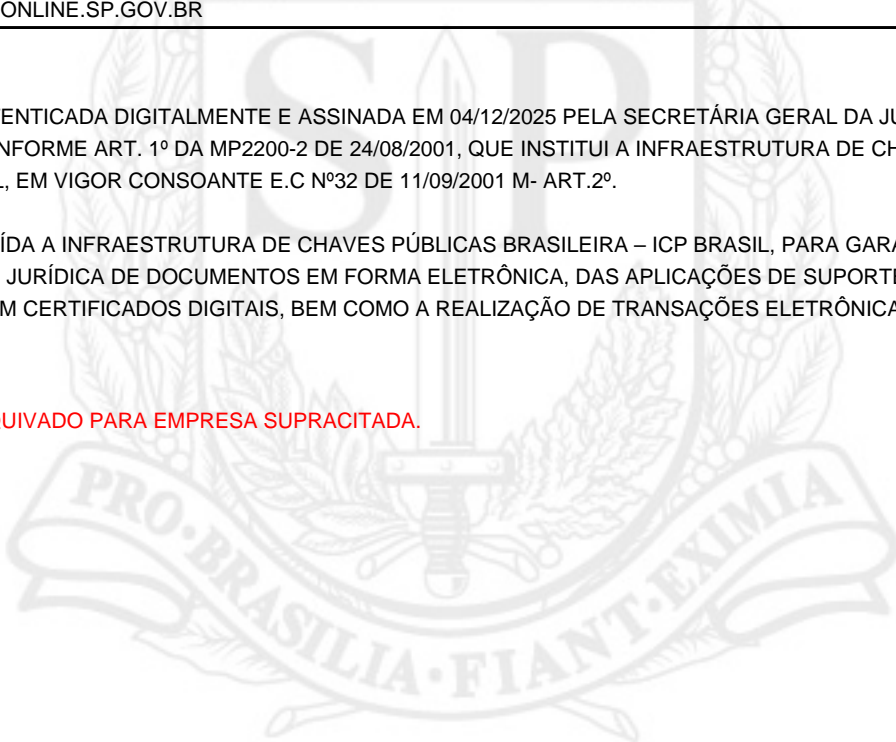 ONLINE.SP.GOV.BR
ENTICADA DIGITALMENTE E ASSINADA EM 04/12/2025 PELA SECRETÁRIA GERAL DA JU
NFORME ART. 1º DA MP2200-2 DE 24/08/2001, QUE INSTITUI A INFRAESTRUTURA DE CH
L, EM VIGOR CONSOANTE E.C Nº32 DE 11/09/2001 M- ART.2º.
ÍDA A INFRAESTRUTURA DE CHAVES PÚBLICAS BRASILEIRA – ICP BRASIL, PARA GARA
JURÍDICA DE DOCUMENTOS EM FORMA ELETRÔNICA, DAS APLICAÇÕES DE SUPORTE
M CERTIFICADOS DIGITAIS, BEM COMO A REALIZAÇÃO DE TRANSAÇÕES ELETRÔNICA
QUIVADO PARA EMPRESA SUPRACITADA.
SP
PRO·BRASILIA·FIANT·EXIMIA